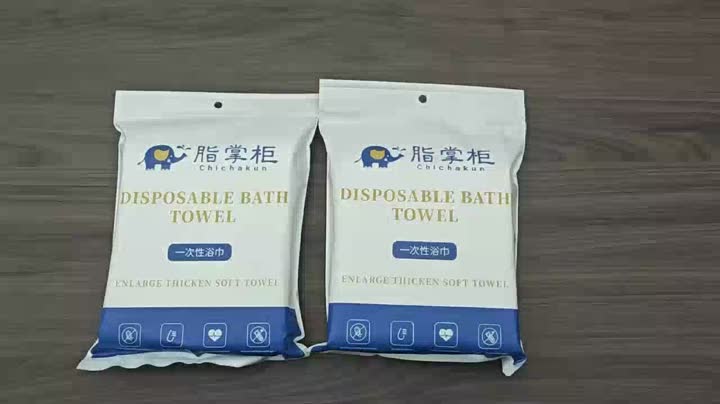 脂掌柜
Chichakun
DISPOSABLE BATH
TOWEL
一次性浴巾
ENLARGE THICKEN SOFT TOWEL
脂掌柜
Chichakun
DISPOSABLE BATH
TOWEL
一次性浴巾
ENLARGE THICKEN SOFT TOWEL